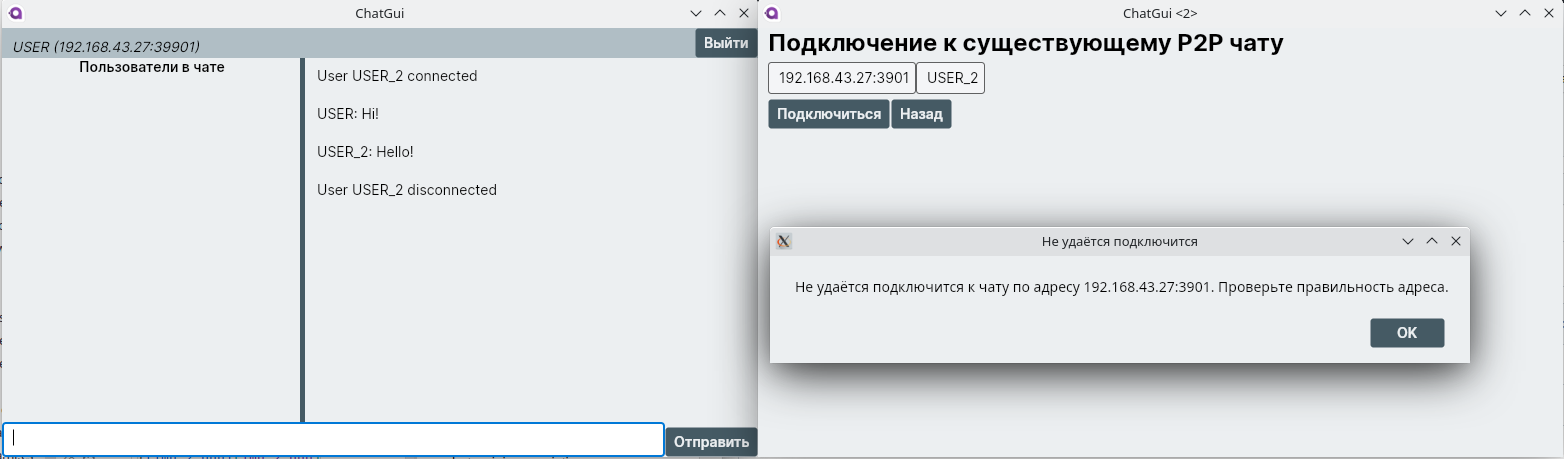 ChatGui
USER (192.168.43.27:39901)
Выйти
Пользователи в чате
User USER_2 connected
USER: Hi!
USER_2: Hello!
User USER_2 disconnected
Отправить
ChatGui <2>
Подключение к существующему P2P чату
192.168.43.27:3901
USER_2
Подключиться
Назад
Не удаётся подключится
Не удаётся подключится к чату по адресу 192.168.43.27:3901. Проверьте правильность адреса.
OK